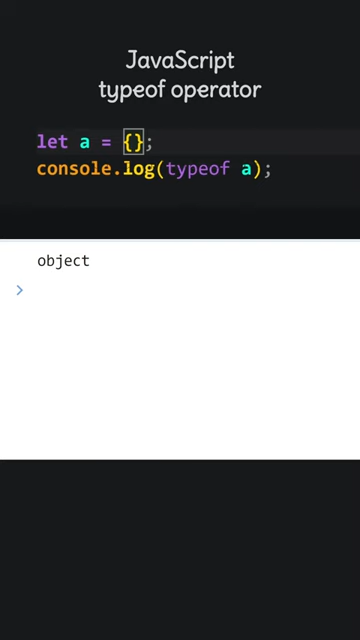 JavaScript
typeof operator
let a = {};
console.log(typeof a);
object
>